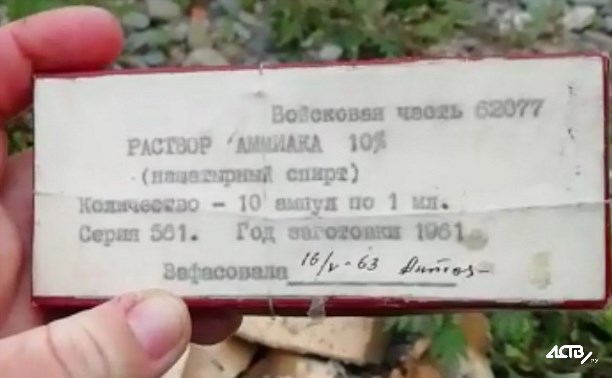 Войсковая часть 62077
РАСТВОР АММИАКА 10%
(нашатырный спирт)
Количество - 10 ампул по 1 мл.
Серия 561. Год заготовки 1961
Зафасовала 16/V-63
АСТВ.ру